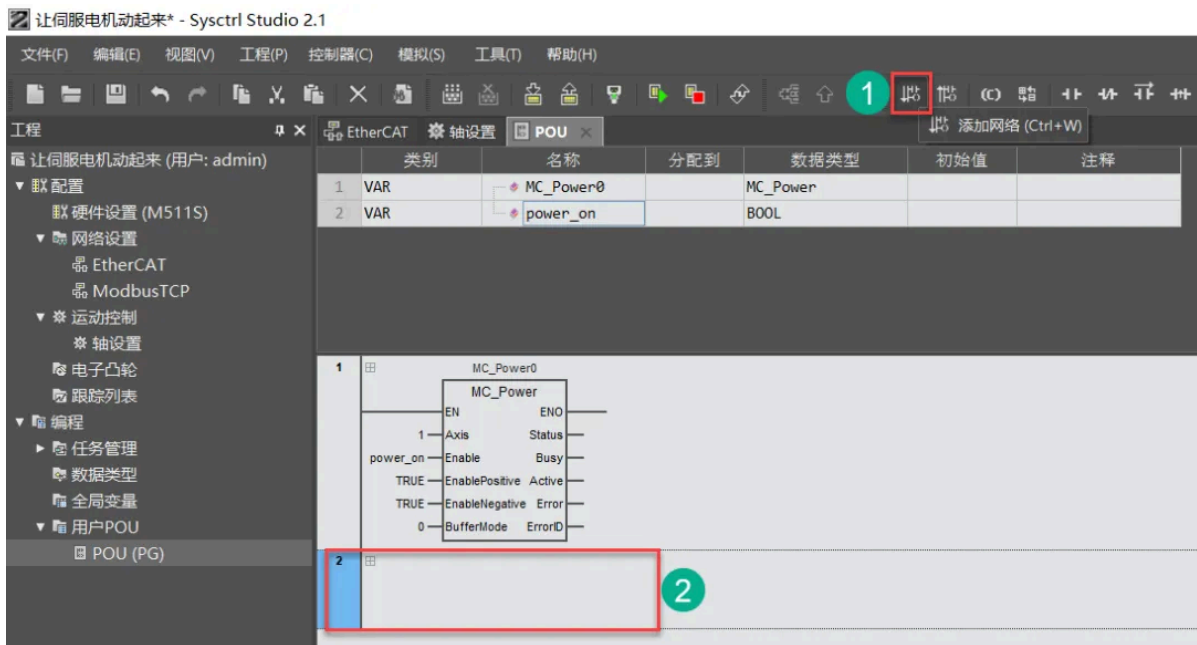 让伺服电机动起来* - Sysctrl Studio 2.1
文件(F) 编辑(E) 视图(V) 工程(P) 控制器(C) 模拟(S) 工具(T) 帮助(H)
1
添加网络 (Ctrl+W)
工程
EtherCAT 轴设置 POU
让伺服电机动起来 (用户: admin)
配置
硬件设置 (M511S)
网络设置
EtherCAT
ModbusTCP
运动控制
轴设置
电子凸轮
跟踪列表
编程
任务管理
数据类型
全局变量
用户POU
POU (PG)
类别 名称 分配到 数据类型 初始值 注释
1 VAR MC_Power0 MC_Power
2 VAR power_on BOOL
1
MC_Power0
MC_Power
EN ENO
1 Axis Status
power_on Enable Busy
TRUE EnablePositive Active
TRUE EnableNegative Error
0 BufferMode ErrorID
2
2